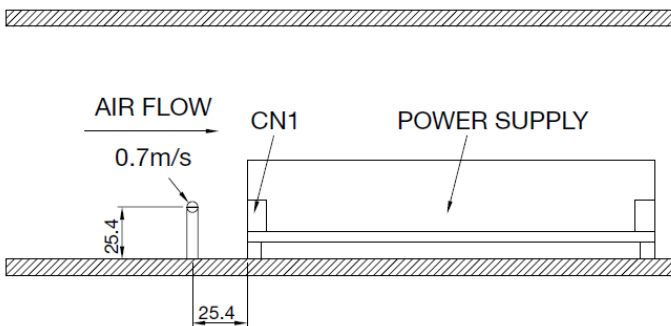 AIR FLOW
CN1
POWER SUPPLY
0.7m/s
25.4
25.4